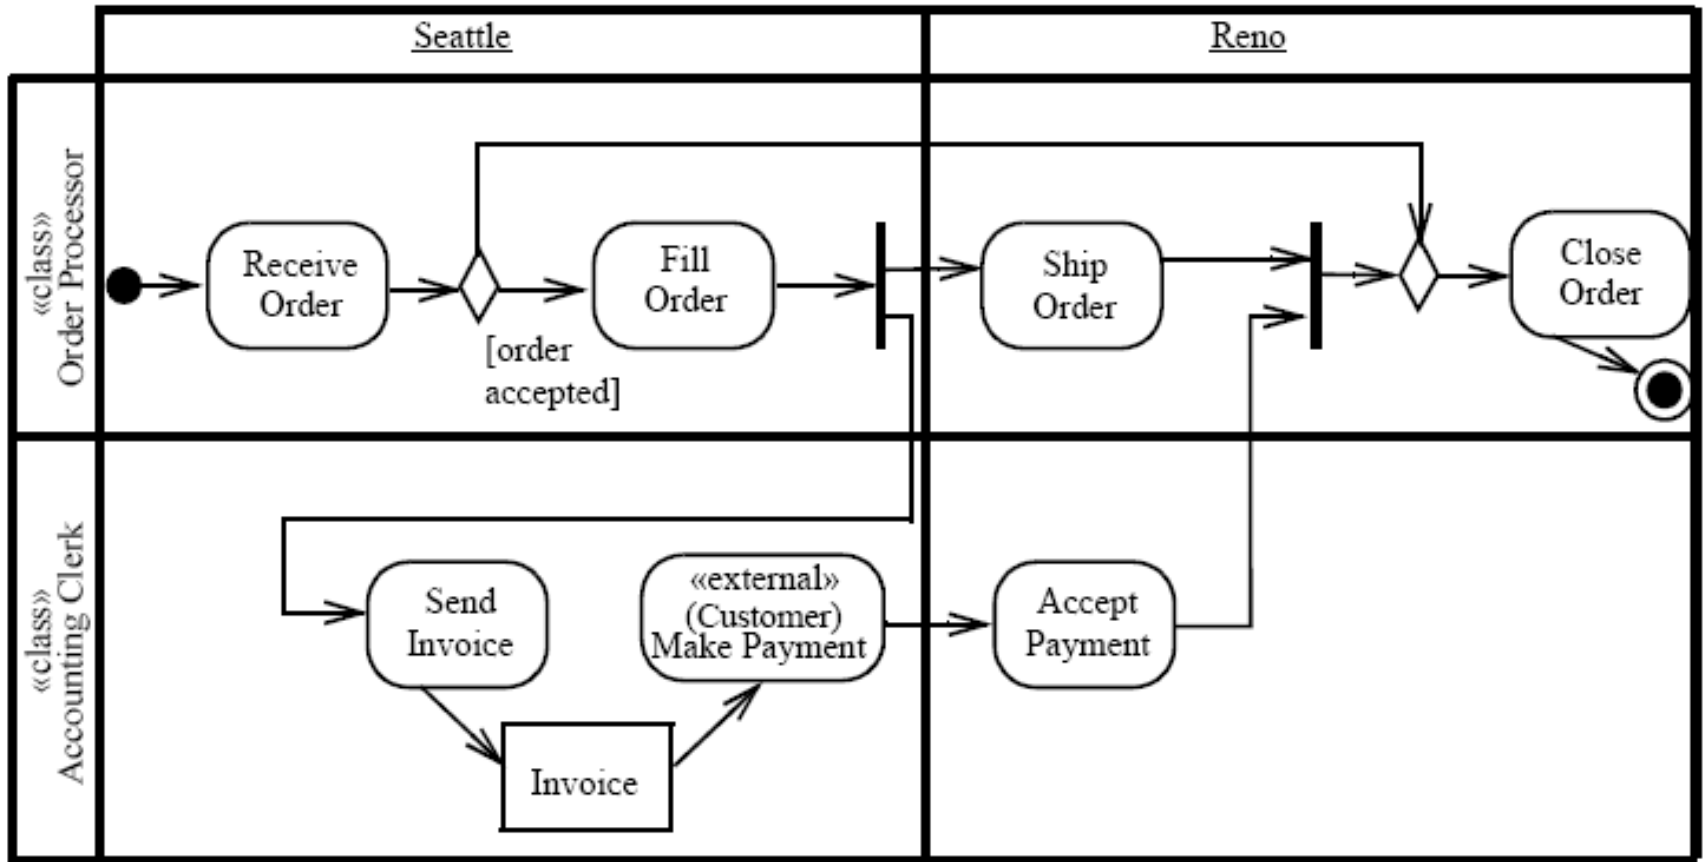 Seattle
Reno
«class»
Order Processor
Receive
Order
[order
accepted]
Fill
Order
Ship
Order
Close
Order
«class»
Accounting Clerk
Send
Invoice
Invoice
«external»
(Customer)
Make Payment
Accept
Payment